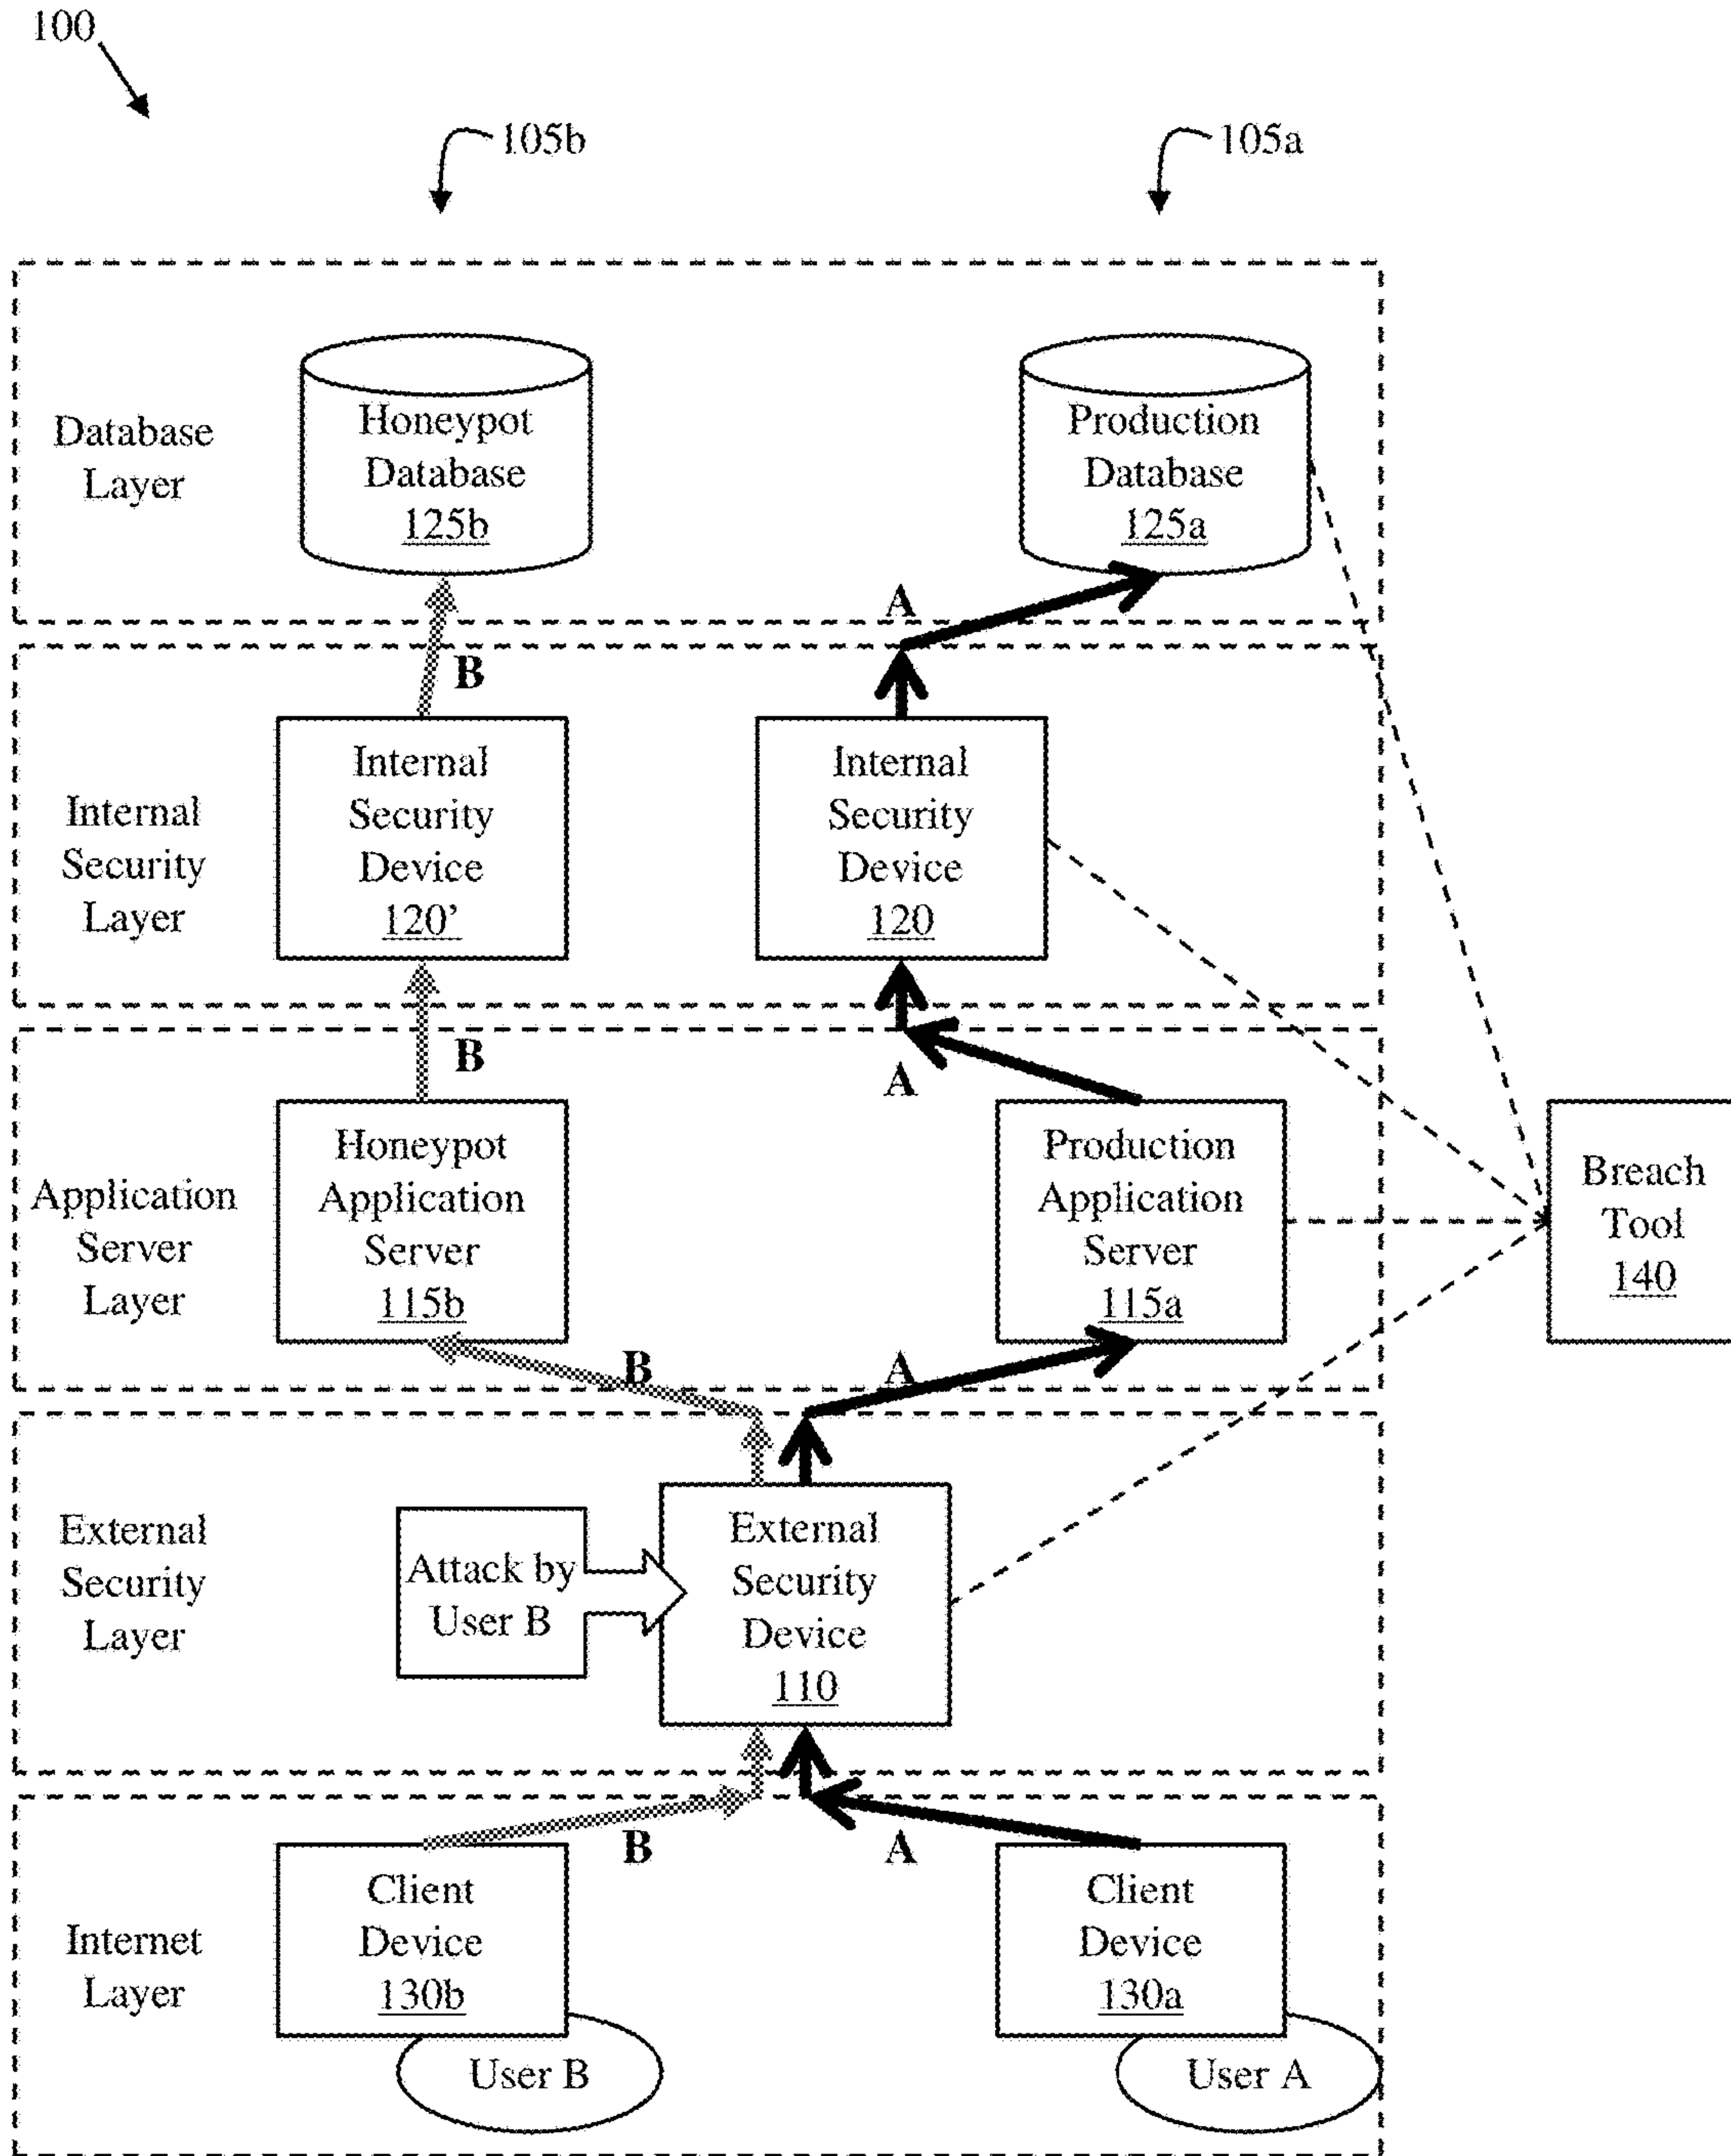 100
105b
105a
Database
Layer
Honeypot
Database
125b
Production
Database
125a
A
B
Internal
Security
Layer
Internal
Security
Device
120’
Internal
Security
Device
120
B
A
Application
Server
Layer
Honeypot
Application
Server
115b
Production
Application
Server
115a
Breach
Tool
140
B
A
External
Security
Layer
Attack by
User B
External
Security
Device
110
B
A
Internet
Layer
Client
Device
130b
User B
Client
Device
130a
User A